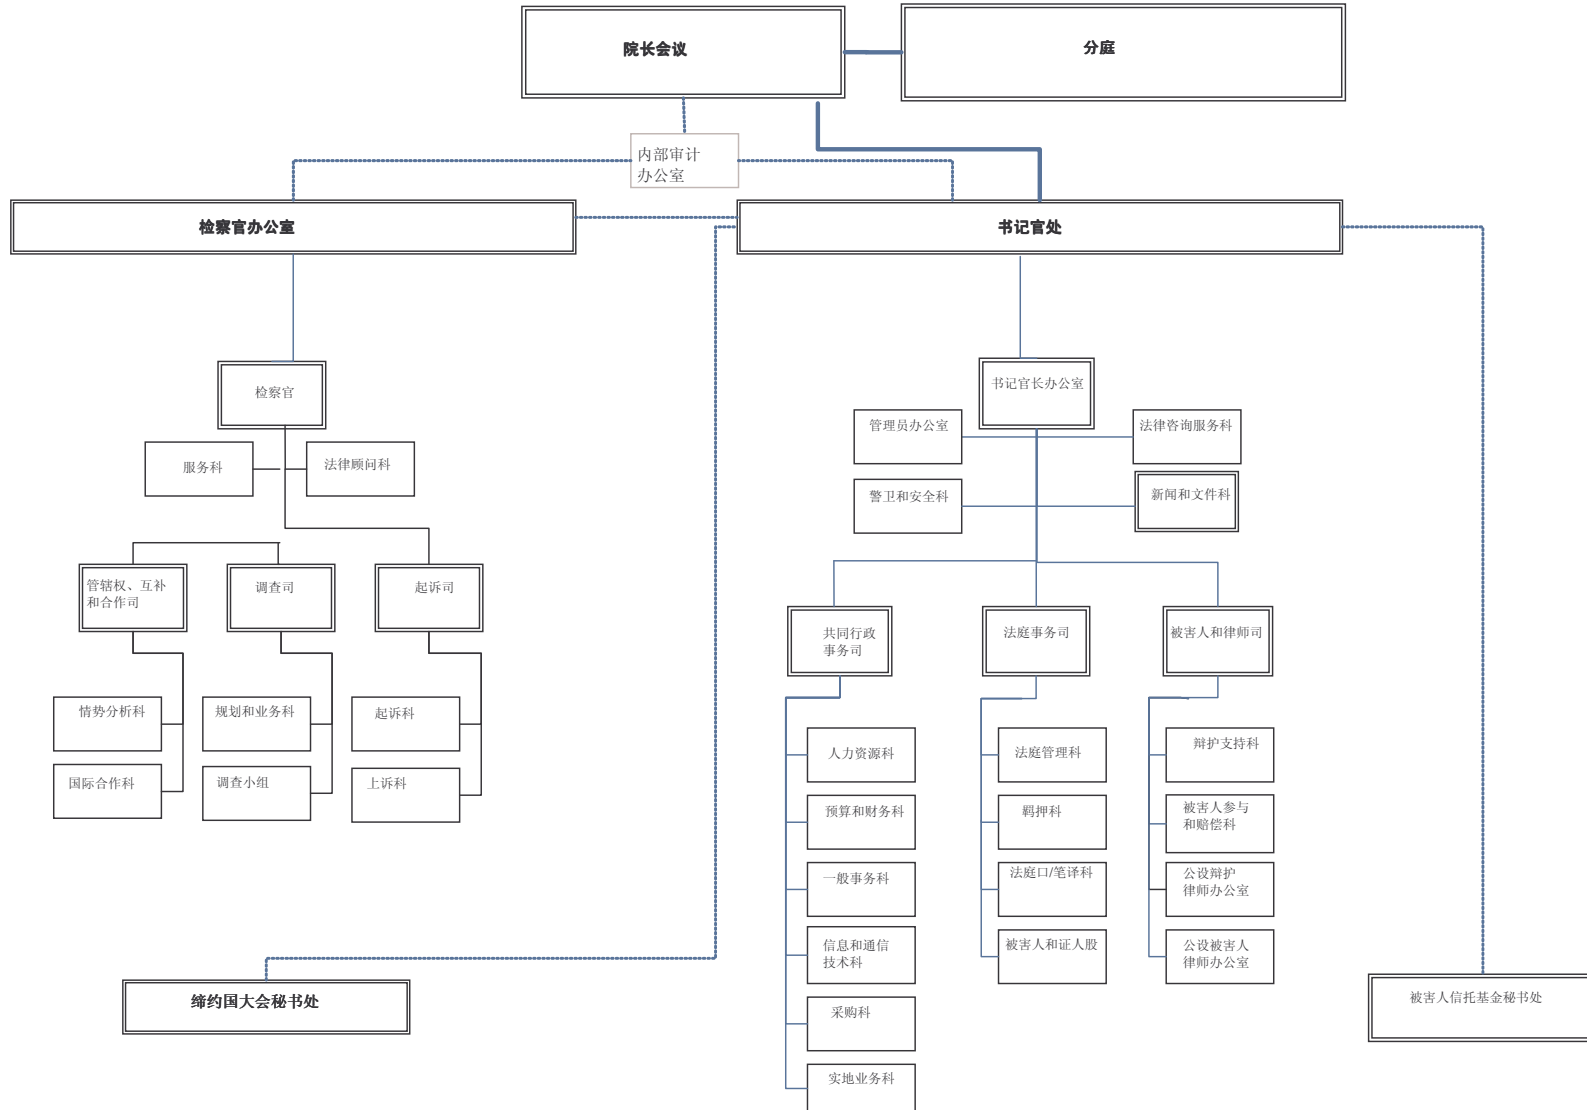 院长会议
分庭
内部审计
办公室
检察官办公室
书记官处
检察官
书记官长办公室
服务科
法律顾问科
管理员办公室
法律咨询服务科
警卫和安全科
新闻和文件科
管辖权、互补
和合作司
调查司
起诉司
共同行政
事务司
法庭事务司
被害人和律师司
情势分析科
规划和业务科
起诉科
国际合作科
调查小组
上诉科
人力资源科
法庭管理科
辩护支持科
预算和财务科
羁押科
被害人参与
和赔偿科
一般事务科
法庭口/笔译科
公设辩护
律师办公室
信息和通信
技术科
被害人和证人股
公设被害人
律师办公室
采购科
实地业务科
缔约国大会秘书处
被害人信托基金秘书处